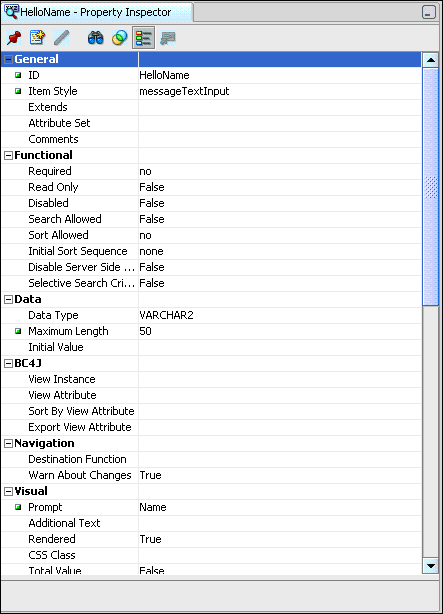 HelloName - Property Inspector
General
ID HelloName
Item Style messageTextInput
Extends
Attribute Set
Comments
Functional
Required no
Read Only False
Disabled False
Search Allowed False
Sort Allowed no
Initial Sort Sequence none
Disable Server Side ... False
Selective Search Cri... False
Data
Data Type VARCHAR2
Maximum Length 50
Initial Value
BC4J
View Instance
View Attribute
Sort By View Attribute
Export View Attribute
Navigation
Destination Function
Warn About Changes True
Visual
Prompt Name
Additional Text
Rendered True
CSS Class
Total Value False